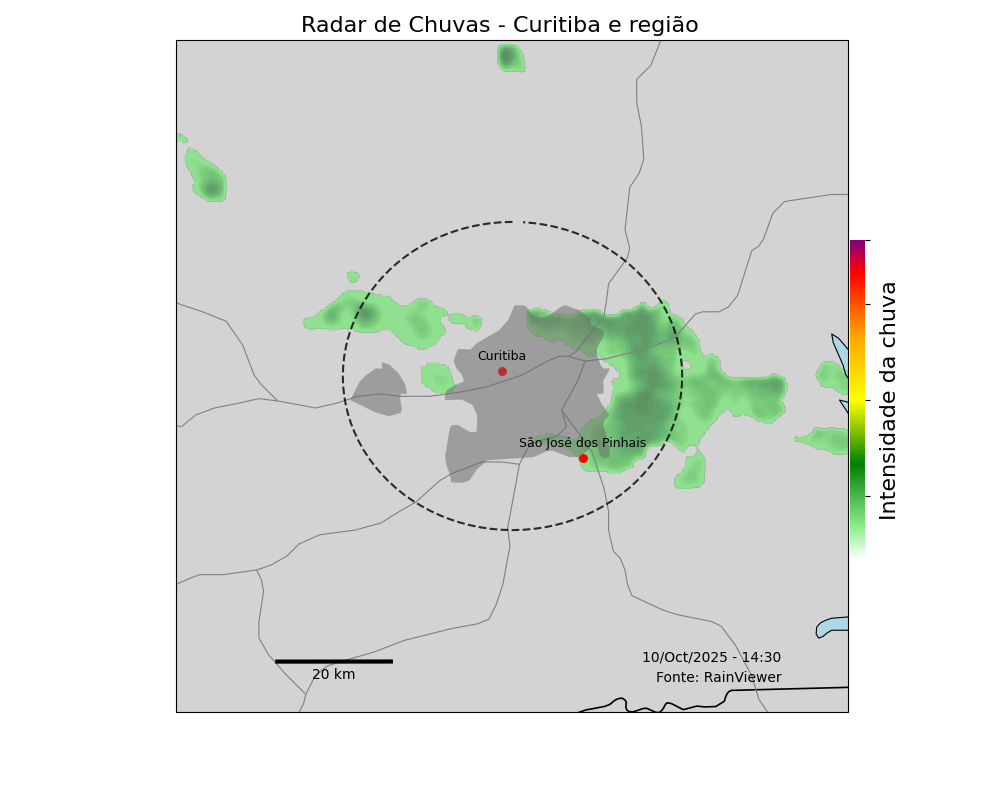 Radar de Chuvas - Curitiba e região
Curitiba
São José dos Pinhais
Intensidade da chuva
20 km
10/Oct/2025 - 14:30
Fonte: RainViewer